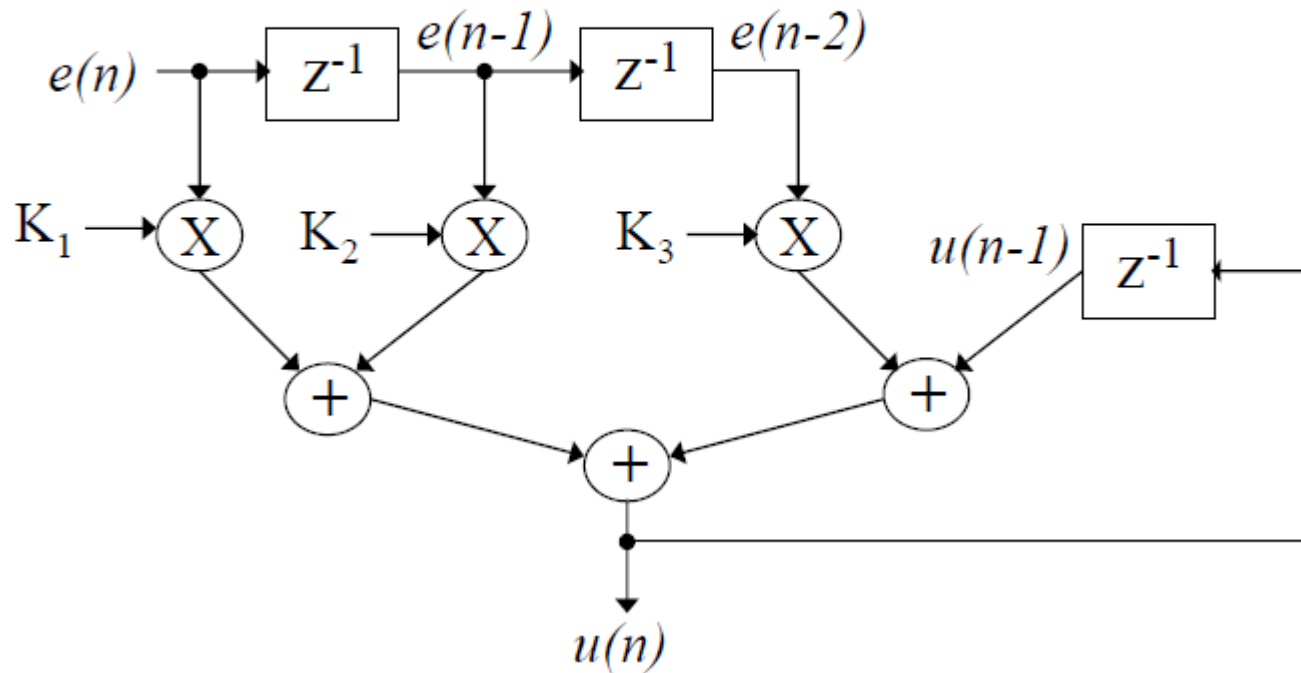 e(n)
z⁻¹
e(n-1)
z⁻¹
e(n-2)
K₁
X
K₂
X
K₃
X
u(n-1)
z⁻¹
+
+
+
u(n)